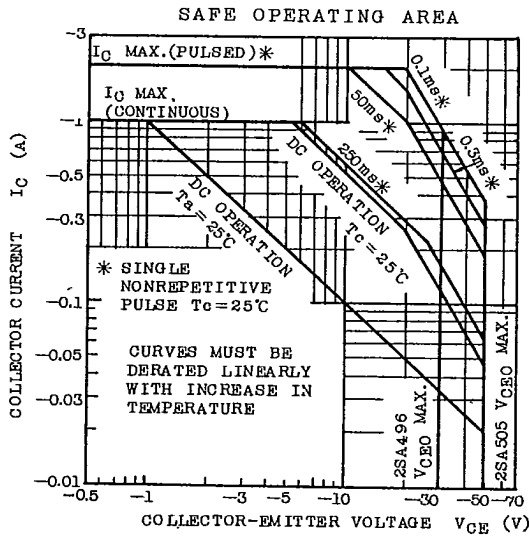 SAFE OPERATING AREA
-3
IC MAX.(PULSED)*
IC MAX.
(CONTINUOUS)
-1
-0.5
-0.3
-0.1
-0.05
-0.03
-0.01
COLLECTOR CURRENT IC (A)
0.1ms*
0.3ms*
50ms*
250ms*
DC OPERATION
Tc=25℃
DC OPERATION
Ta=25℃
* SINGLE
NONREPETITIVE
PULSE Tc=25℃
CURVES MUST BE
DERATED LINEARLY
WITH INCREASE IN
TEMPERATURE
2SA496
VCEO MAX.
2SA505 VCEO MAX.
-0.5 -1 -3 -5 -10 -30 -50 -70
COLLECTOR-EMITTER VOLTAGE VCE (V)